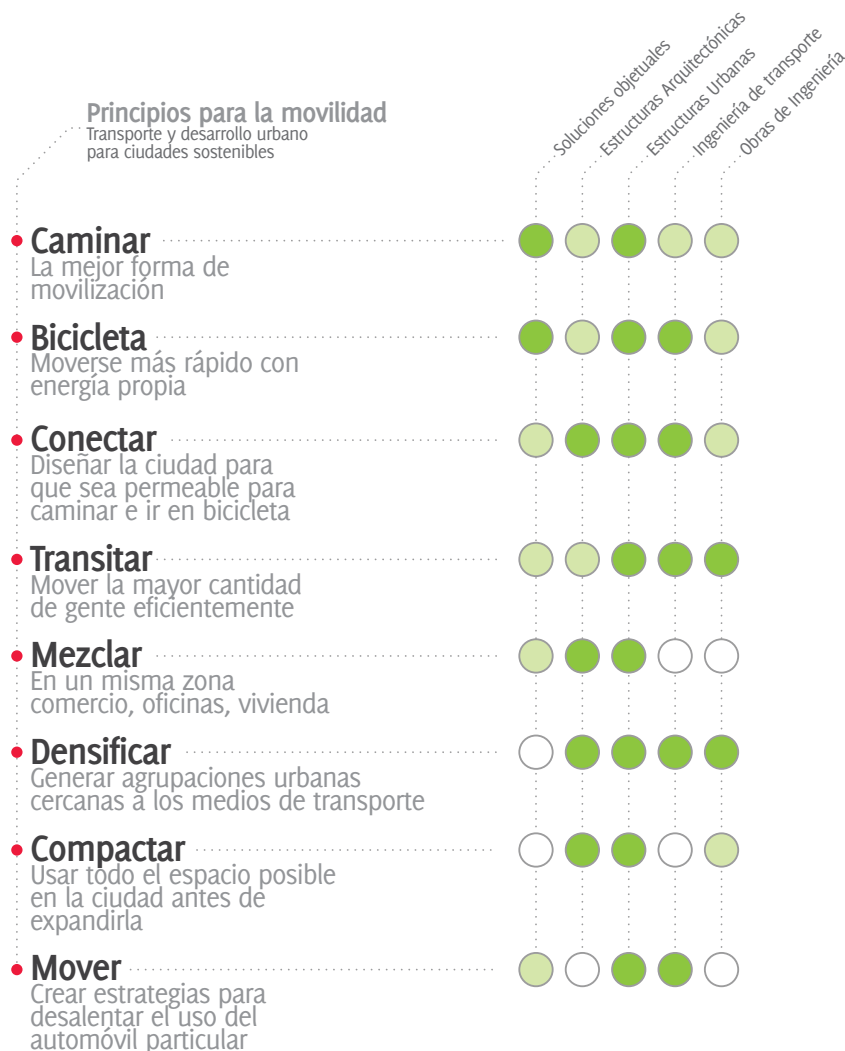 Principios para la movilidad
Transporte y desarrollo urbano
para ciudades sostenibles
Soluciones objetuales
Estructuras Arquitectónicas
Estructuras Urbanas
Ingeniería de transporte
Obras de Ingeniería
Caminar
La mejor forma de
movilización
Bicicleta
Moverse más rápido con
energía propia
Conectar
Diseñar la ciudad para
que sea permeable para
caminar e ir en bicicleta
Transitar
Mover la mayor cantidad
de gente eficientemente
Mezclar
En un misma zona
comercio, oficinas, vivienda
Densificar
Generar agrupaciones urbanas
cercanas a los medios de transporte
Compactar
Usar todo el espacio posible
en la ciudad antes de
expandirla
Mover
Crear estrategias para
desalentar el uso del
automóvil particular